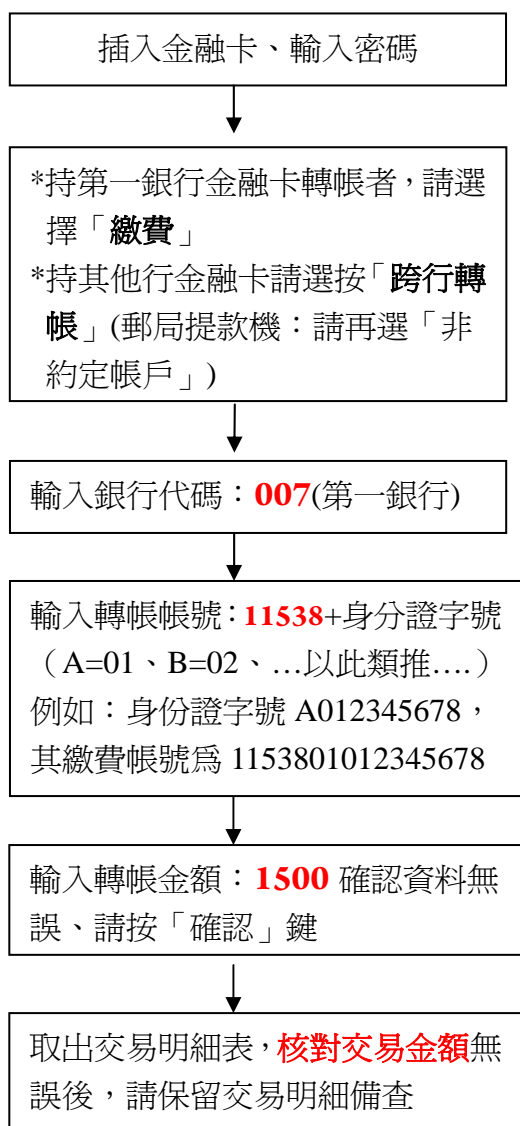 插入金融卡、輸入密碼
*持第一銀行金融卡轉帳者，請選
擇「繳費」
*持其他行金融卡請選按「跨行轉
帳」(郵局提款機：請再選「非
約定帳戶」)
輸入銀行代碼：007(第一銀行)
輸入轉帳帳號：11538+身分證字號
（A=01、B=02、…以此類推….）
例如：身份證字號 A012345678，
其繳費帳號為 1153801012345678
輸入轉帳金額：1500 確認資料無
誤、請按「確認」鍵
取出交易明細表，核對交易金額無
誤後，請保留交易明細備查